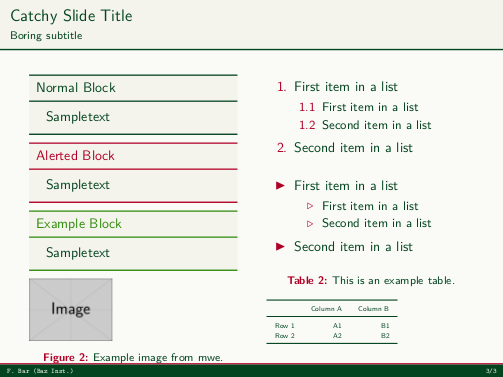 Catchy Slide Title
Boring subtitle
Normal Block
Sampletext
Alerted Block
Sampletext
Example Block
Sampletext
Image
Figure 2: Example image from mwe.
1. First item in a list
1.1 First item in a list
1.2 Second item in a list
2. Second item in a list
▶ First item in a list
▷ First item in a list
▷ Second item in a list
▶ Second item in a list
Table 2: This is an example table.
Column A Column B
Row 1 A1 B1
Row 2 A2 B2
F. Bar (Baz Inst.) 3/3